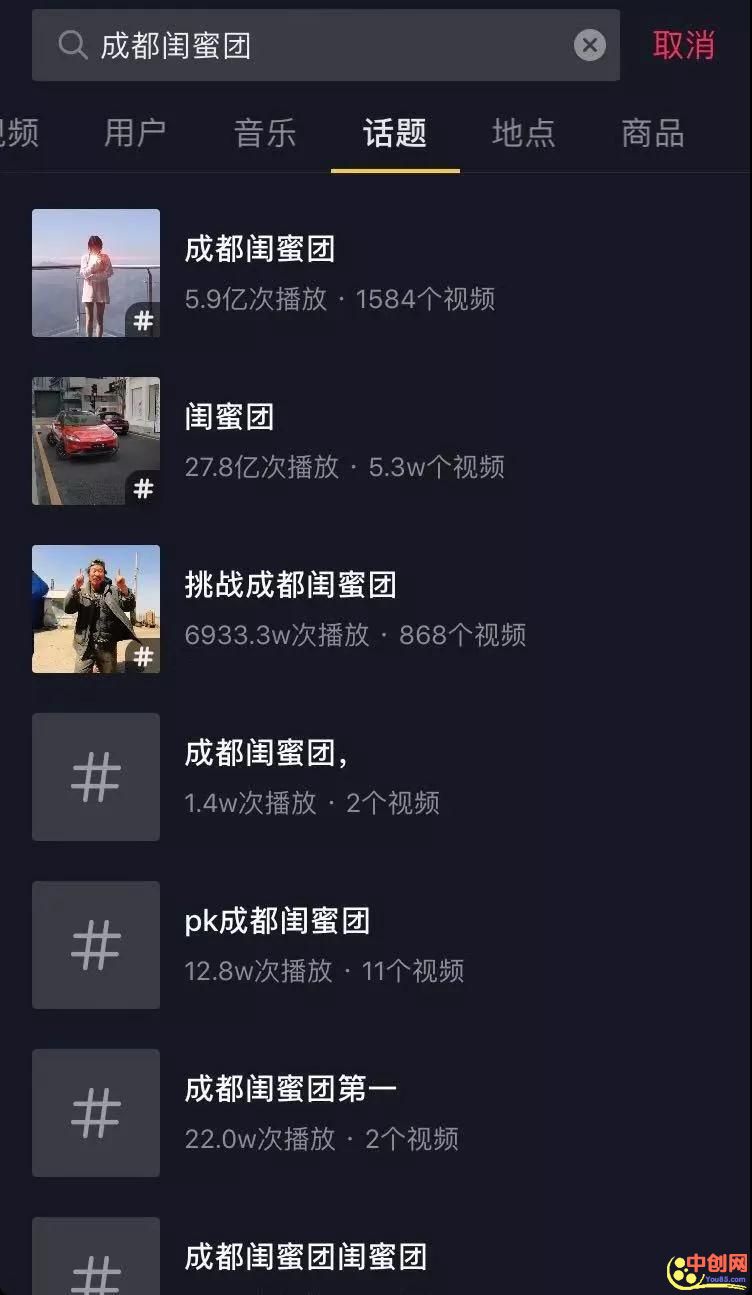 成都闺蜜团
取消
频
用户
音乐
话题
地点
商品
成都闺蜜团
5.9亿次播放 · 1584个视频
#
闺蜜团
27.8亿次播放 · 5.3w个视频
#
挑战成都闺蜜团
6933.3w次播放 · 868个视频
#
成都闺蜜团，
1.4w次播放 · 2个视频
#
pk成都闺蜜团
12.8w次播放 · 11个视频
#
成都闺蜜团第一
22.0w次播放 · 2个视频
#
成都闺蜜团闺蜜团
#
中创网
You85.com